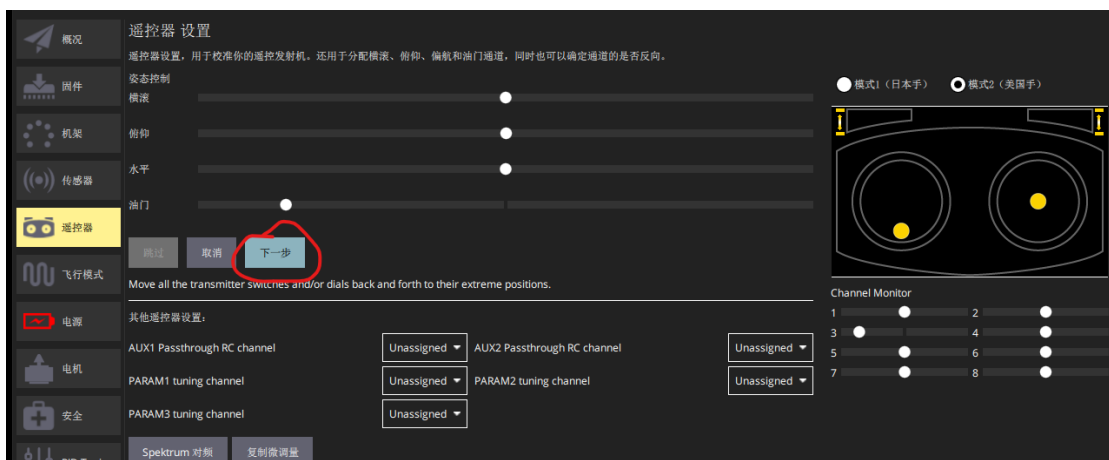 概况
固件
机架
传感器
遥控器
飞行模式
电源
电机
安全
遥控器 设置
遥控器设置，用于校准你的遥控发射机。还用于分配横滚、俯仰、偏航和油门通道，同时也可以确定通道的是否反向。
姿态控制
横滚
俯仰
水平
油门
跳过 取消 下一步
Move all the transmitter switches and/or dials back and forth to their extreme positions.
其他遥控器设置：
AUX1 Passthrough RC channel Unassigned AUX2 Passthrough RC channel Unassigned
PARAM1 tuning channel Unassigned PARAM2 tuning channel Unassigned
PARAM3 tuning channel Unassigned
Spektrum 对频 复制微调量
模式1（日本手） 模式2（美国手）
Channel Monitor
1 2
3 4
5 6
7 8